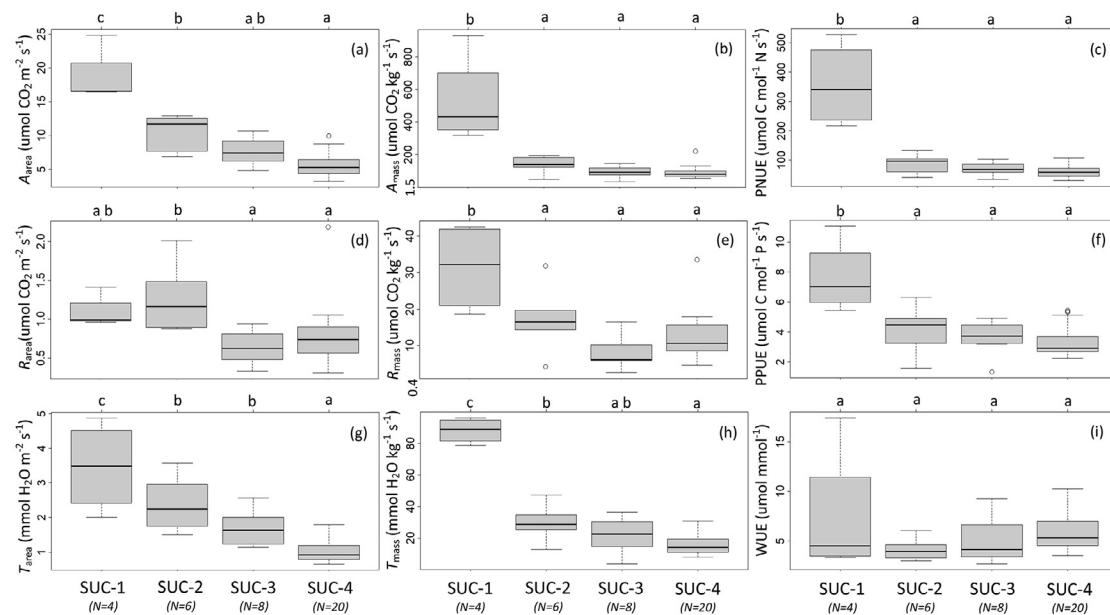 c b a b a
25
20
15
10
5
A area (umol CO2 m-2 s-1)
(a)
b a a a
800
600
400
200
1.5
A mass (umol CO2 kg-1 s-1)
(b)
b a a a
500
400
300
200
100
PNUE (umol C mol-1 N s-1)
(c)
a b b a a
2.0
1.5
1.0
0.5
R area(umol CO2 m-2 s-1)
(d)
b a a a
40
30
20
10
0.4
R mass (umol CO2 kg-1 s-1)
(e)
b a a a
10
8
6
4
2
PPUE (umol C mol-1 P s-1)
(f)
c b b a
5
4
3
2
1
T area (mmol H2O m-2 s-1)
(g)
c b a b a
80
60
40
20
T mass (mmol H2O kg-1 s-1)
(h)
a a a a
15
10
5
WUE (umol mmol-1)
(i)
SUC-1 SUC-2 SUC-3 SUC-4
(N=4) (N=6) (N=8) (N=20)
SUC-1 SUC-2 SUC-3 SUC-4
(N=4) (N=6) (N=8) (N=20)
SUC-1 SUC-2 SUC-3 SUC-4
(N=4) (N=6) (N=8) (N=20)